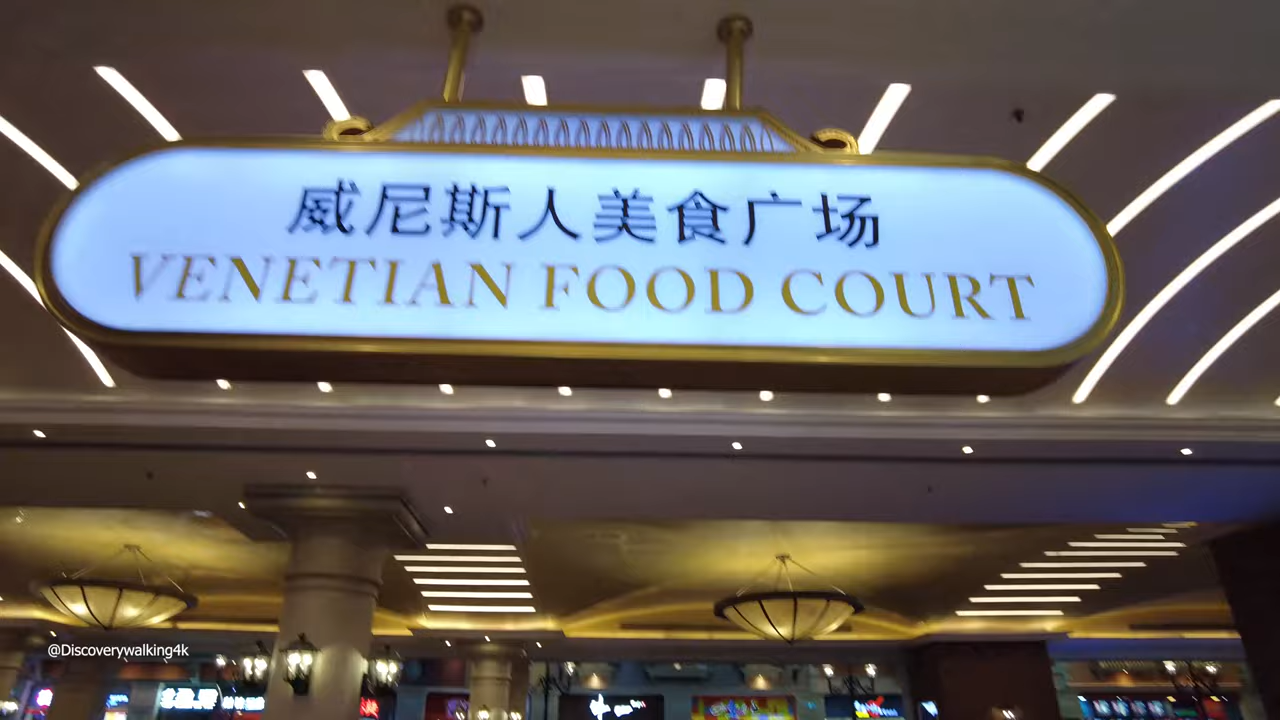 威尼斯人美食广场
VENETIAN FOOD COURT
@Discoverywalking4k